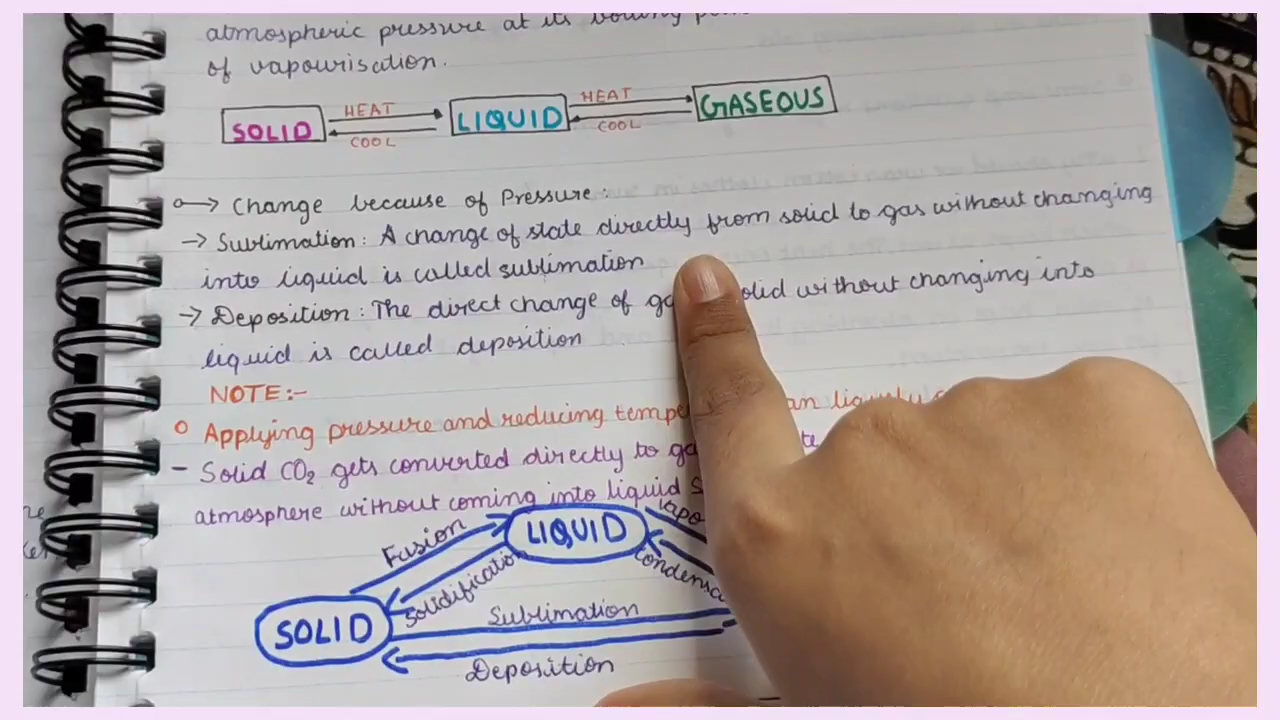 atmospheric pressure at its boiling
of vapourisation.
SOLID HEAT COOL LIQUID HEAT COOL GASEOUS
Change because of Pressure:
→ Sublimation: A change of state directly from solid to gas without changing
into liquid is called sublimation
→ Deposition: The direct change of solid without changing into
liquid is called deposition
NOTE:-
Applying pressure and reducing
- Solid CO₂ gets converted directly to
atmosphere without coming into liquid
Fusion
LIQUID
Solidification
SOLID
Sublimation
Deposition